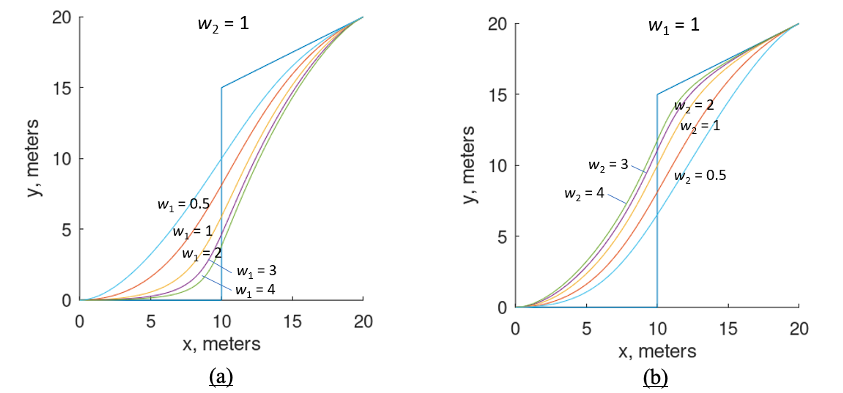 w₂ = 1
20
15
10
5
0
y, meters
w₁ = 0.5
w₁ = 1
w₁ = 2
w₁ = 3
w₁ = 4
0
5
10
15
20
x, meters
(a)
w₁ = 1
20
15
10
5
0
y, meters
w₂ = 2
w₂ = 1
w₂ = 3
w₂ = 0.5
w₂ = 4
0
5
10
15
20
x, meters
(b)